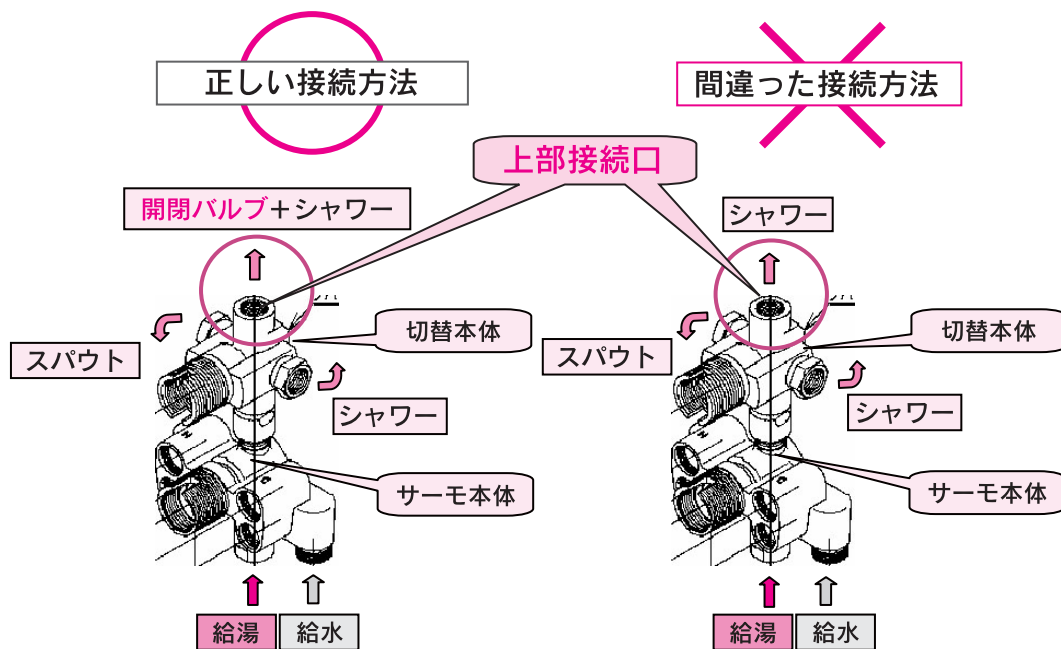 正しい接続方法
間違った接続方法
上部接続口
開閉バルブ+シャワー
シャワー
切替本体
切替本体
スパウト
スパウト
シャワー
シャワー
サーモ本体
サーモ本体
給湯
給水
給湯
給水